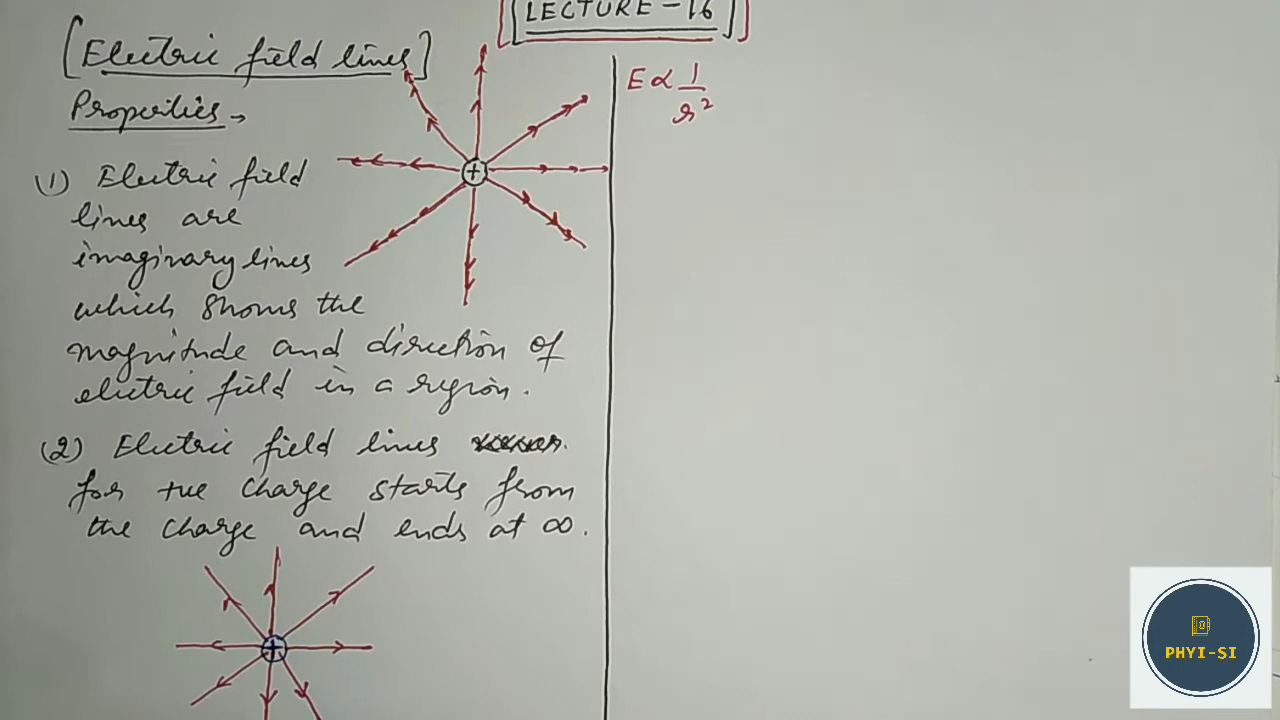 [LECTURE - 16]
[Electric field lines]
Properties →
(1) Electric field
lines are
imaginary lines
which shows the
magnitude and direction of
electric field in a region.
(2) Electric field lines
for +ve charge starts from
the charge and ends at ∞.
E ∝ 1/r²
+
+
PHYI-SI